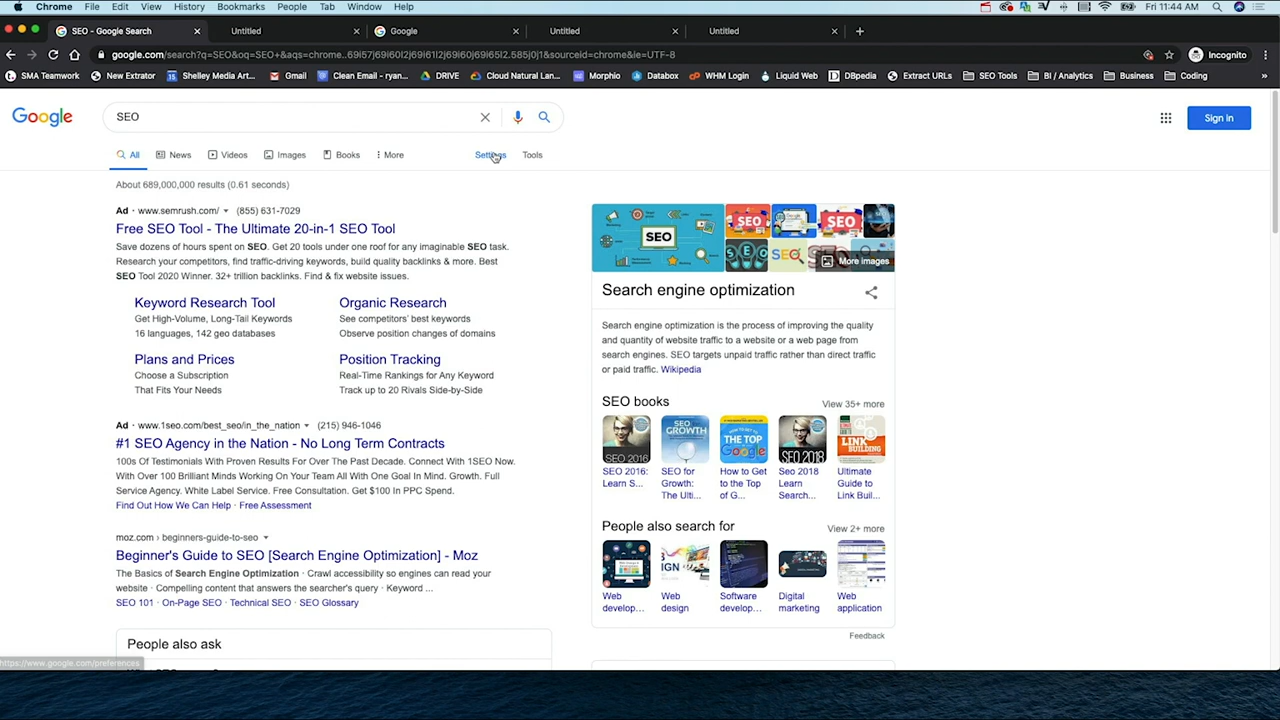 Chrome File Edit View History Bookmarks People Tab Window Help Fri 11:44 AM
SEO - Google Search Untitled Google Untitled Untitled
google.com/search?q=SEO&oq=SEO+&aqs=chrome..69i57j69i60l2j69i61l2j69i60j69i65l2.585j0j1&sourceid=chrome&ie=UTF-8 Incognito
SMA Teamwork New Extrator Shelley Media Art... Gmail Clean Email - ryan... DRIVE Cloud Natural Lan... Morphio Databox WHM Login Liquid Web DBpedia Extract URLs SEO Tools BI / Analytics Business Coding
Google SEO Sign in
All News Videos Images Books More Settings Tools
About 689,000,000 results (0.61 seconds)
Ad · www.semrush.com/ (855) 631-7029
Free SEO Tool - The Ultimate 20-in-1 SEO Tool
Save dozens of hours spent on SEO. Get 20 tools under one roof for any imaginable SEO task.
Research your competitors, find traffic-driving keywords, build quality backlinks & more. Best
SEO Tool 2020 Winner. 32+ trillion backlinks. Find & fix website issues.
Keyword Research Tool
Get High-Volume, Long-Tail Keywords
16 languages, 142 geo databases
Organic Research
See competitors' best keywords
Observe position changes of domains
Plans and Prices
Choose a Subscription
That Fits Your Needs
Position Tracking
Real-Time Rankings for Any Keyword
Track up to 20 Rivals Side-by-Side
Ad · www.1seo.com/best_seo/in_the_nation (215) 946-1046
#1 SEO Agency in the Nation - No Long Term Contracts
100s Of Testimonials With Proven Results For Over The Past Decade. Connect With 1SEO Now.
With Over 100 Brilliant Minds Working On Your Team All With One Goal In Mind. Growth. Full
Service Agency. White Label Service. Free Consultation. Get $100 In PPC Spend.
Find Out How We Can Help · Free Assessment
moz.com › beginners-guide-to-seo
Beginner's Guide to SEO [Search Engine Optimization] - Moz
The Basics of Search Engine Optimization · Crawl accessibility so engines can read your
website · Compelling content that answers the searcher's query · Keyword ...
SEO 101 · On-Page SEO · Technical SEO · SEO Glossary
People also ask
https://www.google.com/preferences
SEO SEO SEO
SEO SEO More images
Search engine optimization
Search engine optimization is the process of improving the quality
and quantity of website traffic to a website or a web page from
search engines. SEO targets unpaid traffic rather than direct traffic
or paid traffic. Wikipedia
SEO books View 35+ more
SEO 2016:
Learn S...
SEO for
Growth:
The Ulti...
How to Get
to the Top
of G...
Seo 2018
Learn
Search...
Ultimate
Guide to
Link Buil...
People also search for View 2+ more
Web
develop...
Web
design
Software
develop...
Digital
marketing
Web
application
Feedback